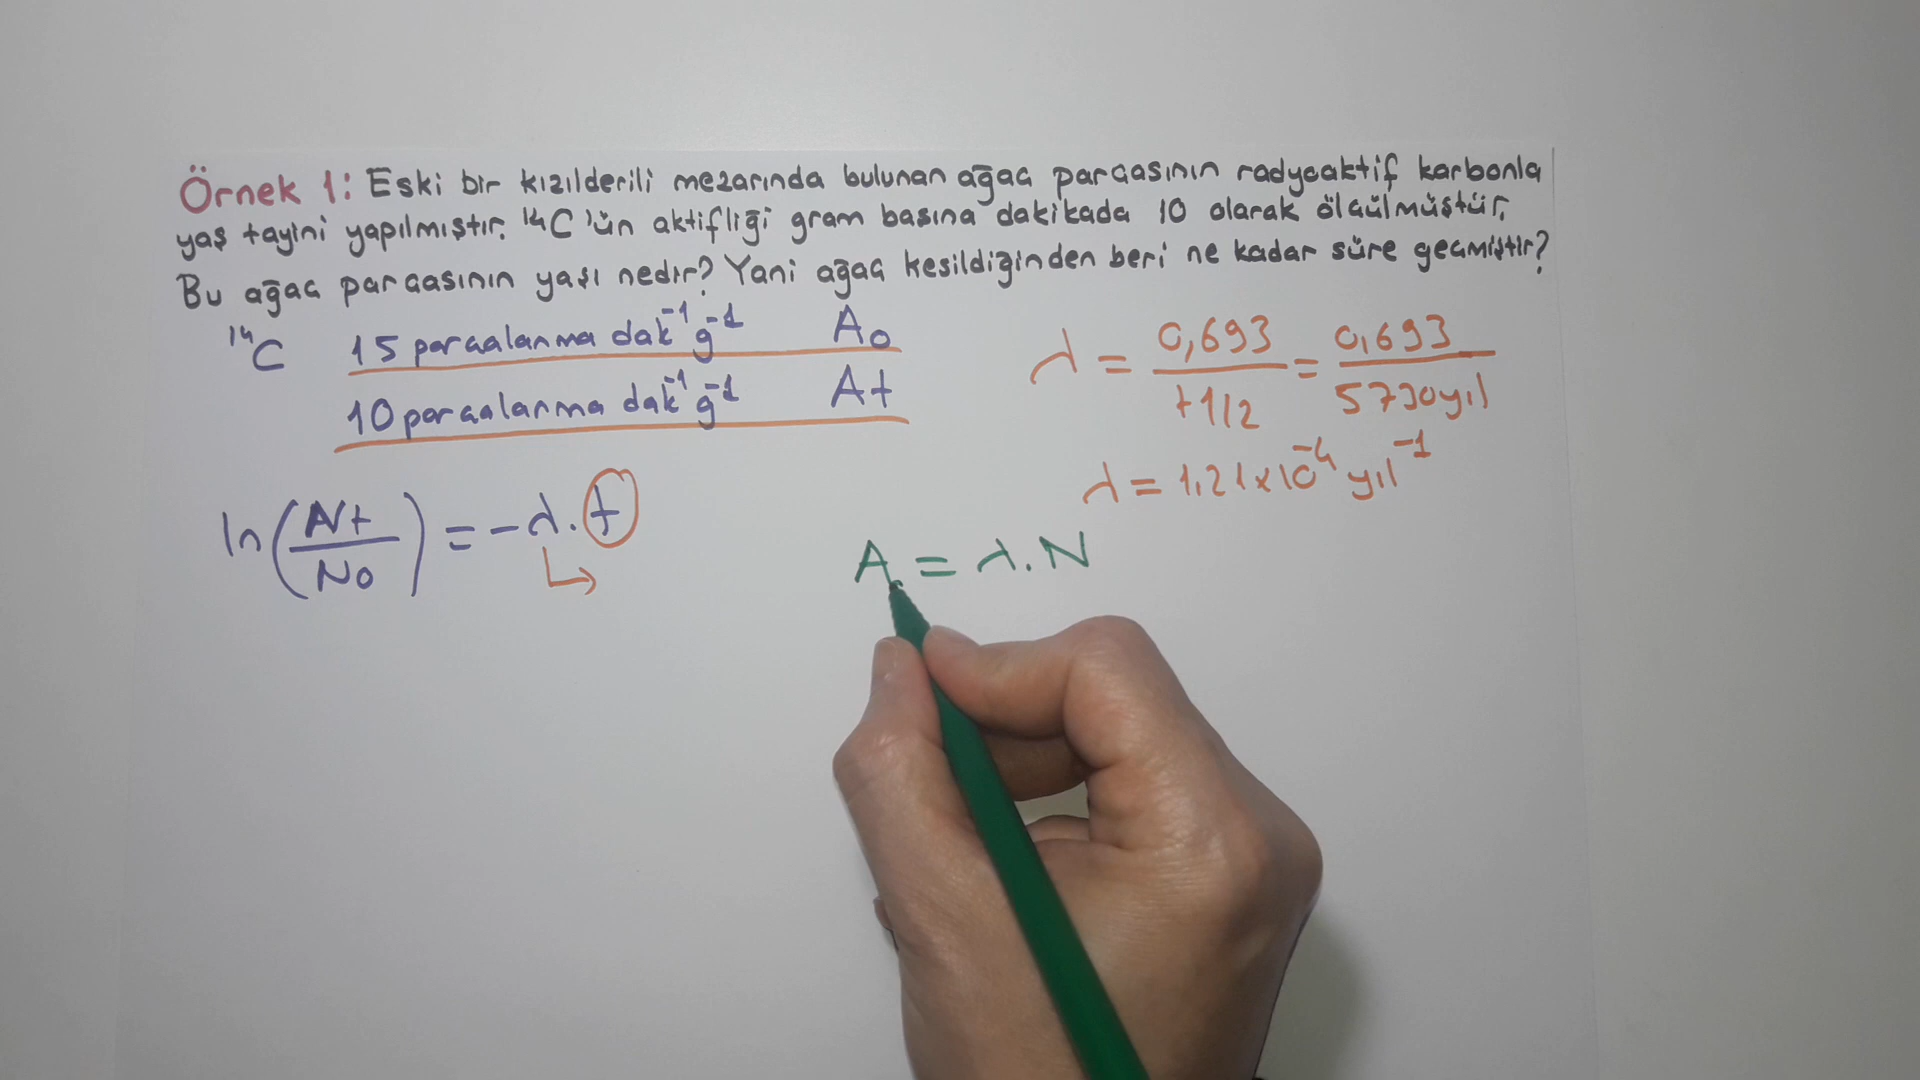 Örnek 1: Eski bir kızılderili mezarında bulunan ağaç parçasının radyoaktif karbonla
yaş tayini yapılmıştır. ¹⁴C'ün aktifliği gram başına dakikada 10 olarak ölçülmüştür.
Bu ağaç parçasının yaşı nedir? Yani ağaç kesildiğinden beri ne kadar süre geçmiştir?
¹⁴C 15 parçalanma dak⁻¹ g⁻¹ A₀
10 parçalanma dak⁻¹ g⁻¹ At
λ = 0,693 / t1/2 = 0,693 / 5730yıl
λ = 1,21x10⁻⁴ yıl⁻¹
ln (Nt / N₀) = -λ.t
A = λ.N